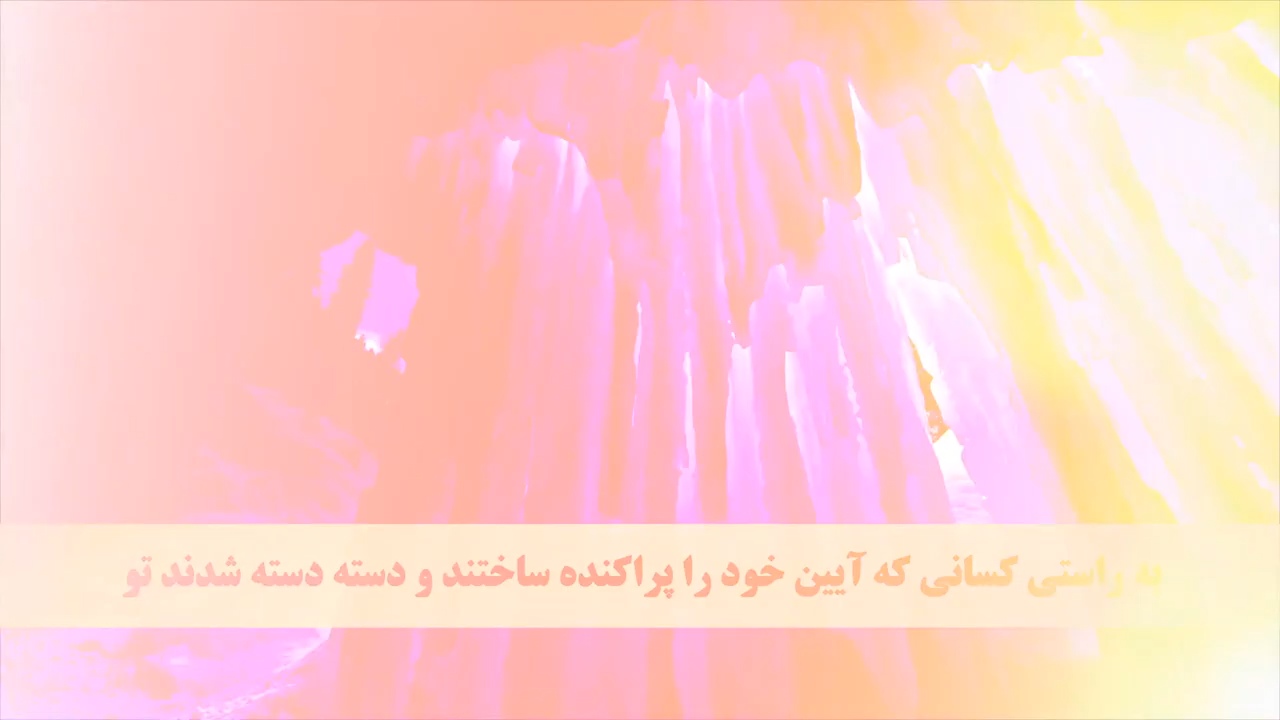 به راستی کسانی که آیین خود را پراکنده ساختند و دسته دسته شدند تو